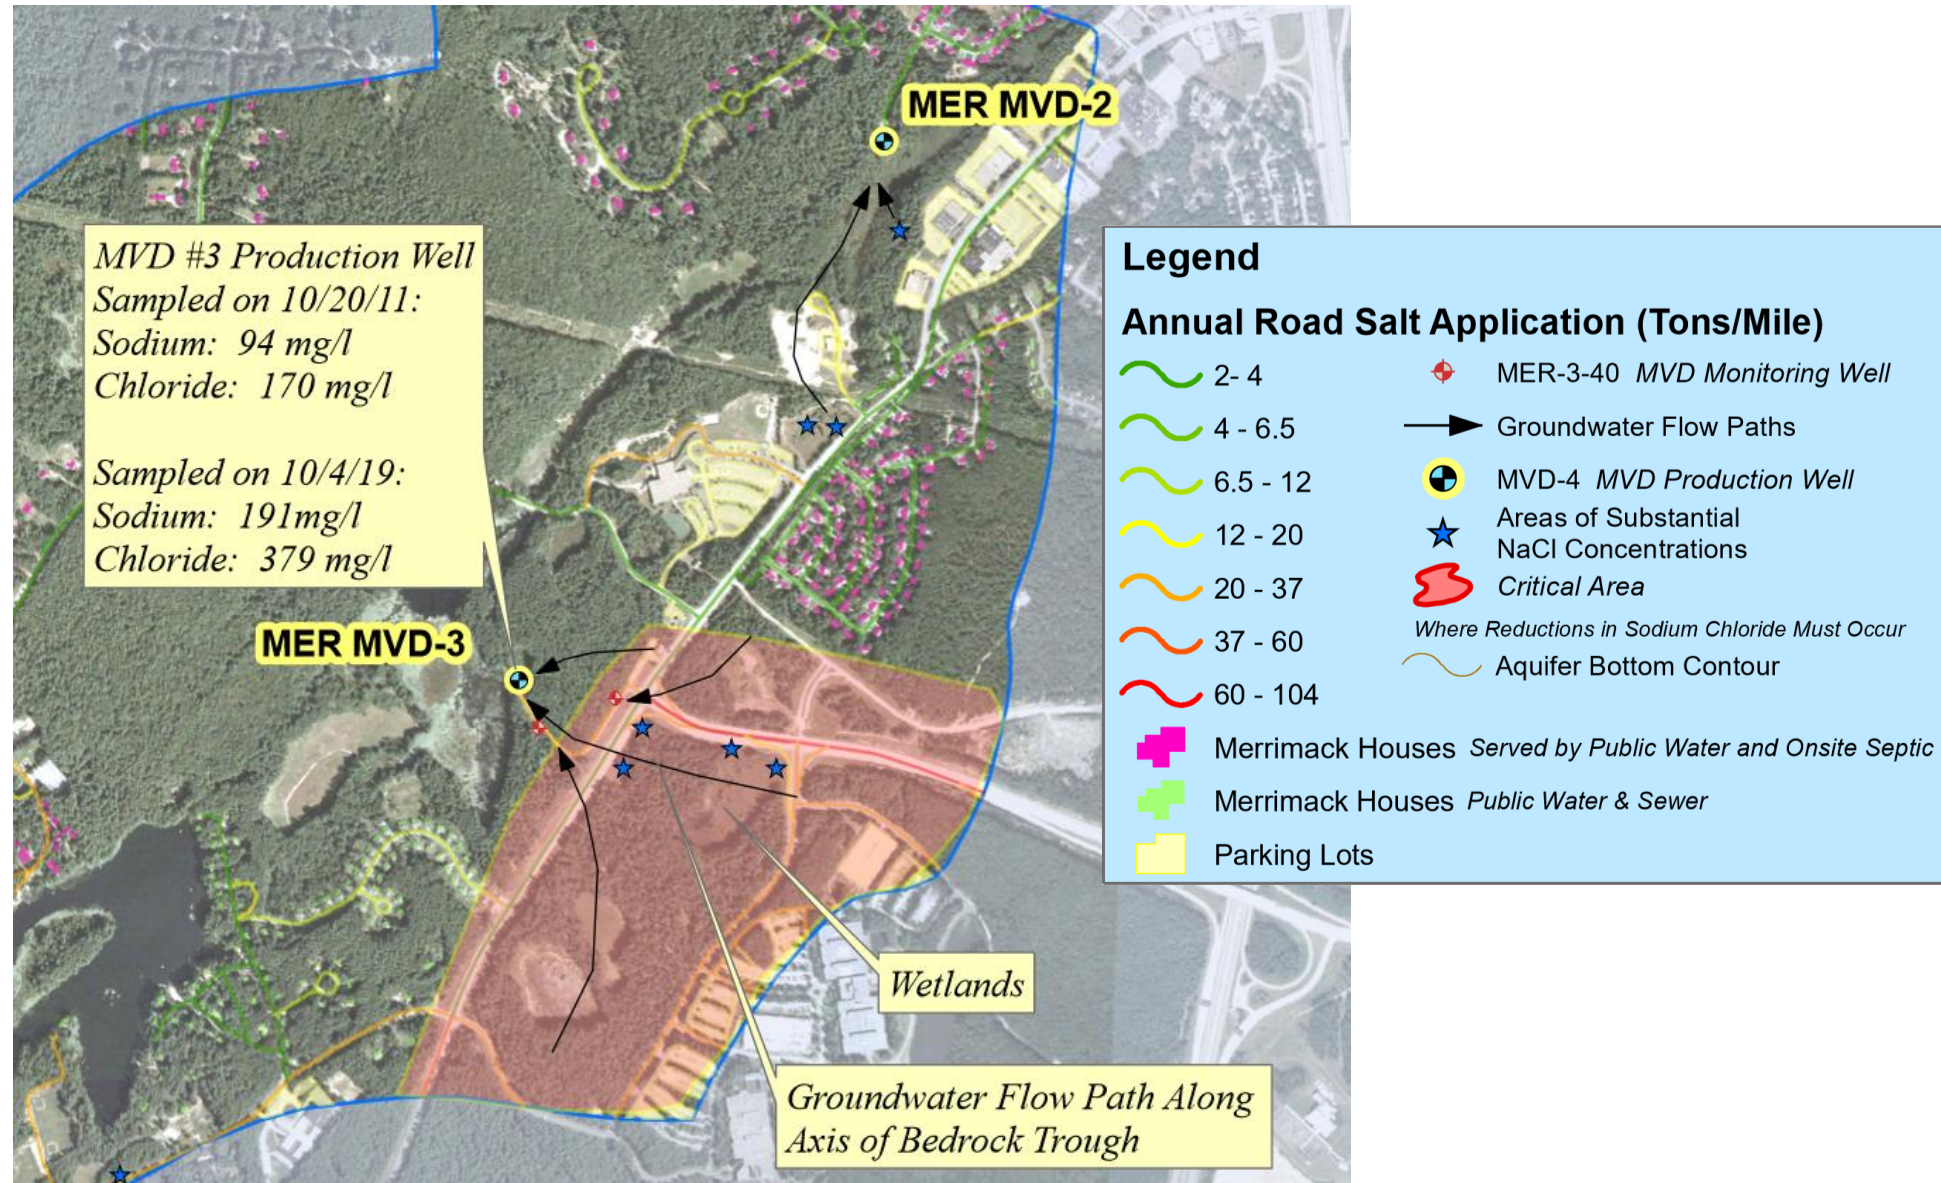 MER MVD-2
MVD #3 Production Well
Sampled on 10/20/11:
Sodium: 94 mg/l
Chloride: 170 mg/l
Sampled on 10/4/19:
Sodium: 191mg/l
Chloride: 379 mg/l
MER MVD-3
Wetlands
Groundwater Flow Path Along
Axis of Bedrock Trough
Legend
Annual Road Salt Application (Tons/Mile)
2- 4
4 - 6.5
6.5 - 12
12 - 20
20 - 37
37 - 60
60 - 104
Merrimack Houses Served by Public Water and Onsite Septic
Merrimack Houses Public Water & Sewer
Parking Lots
MER-3-40 MVD Monitoring Well
Groundwater Flow Paths
MVD-4 MVD Production Well
Areas of Substantial
NaCl Concentrations
Critical Area
Where Reductions in Sodium Chloride Must Occur
Aquifer Bottom Contour